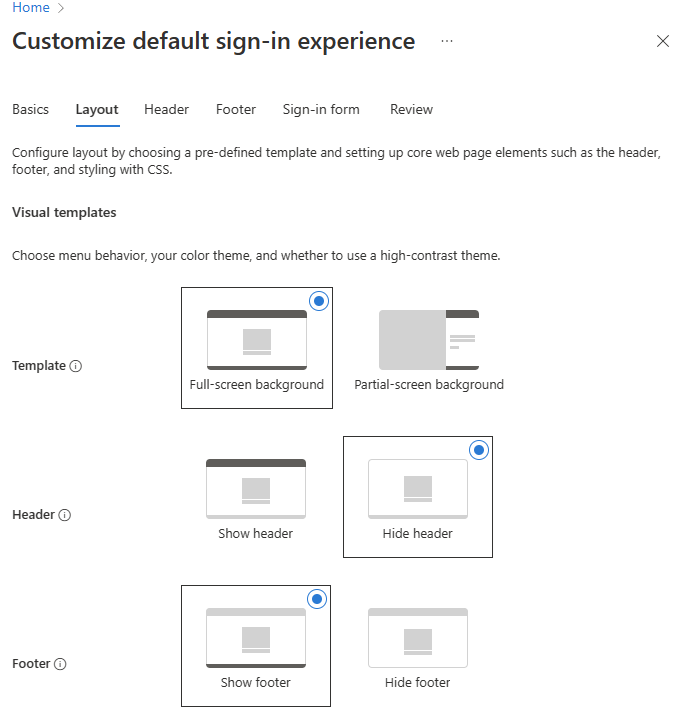 Home
Customize default sign-in experience
Basics Layout Header Footer Sign-in form Review
Configure layout by choosing a pre-defined template and setting up core web page elements such as the header,
footer, and styling with CSS.
Visual templates
Choose menu behavior, your color theme, and whether to use a high-contrast theme.
Template
Full-screen background Partial-screen background
Header
Show header Hide header
Footer
Show footer Hide footer